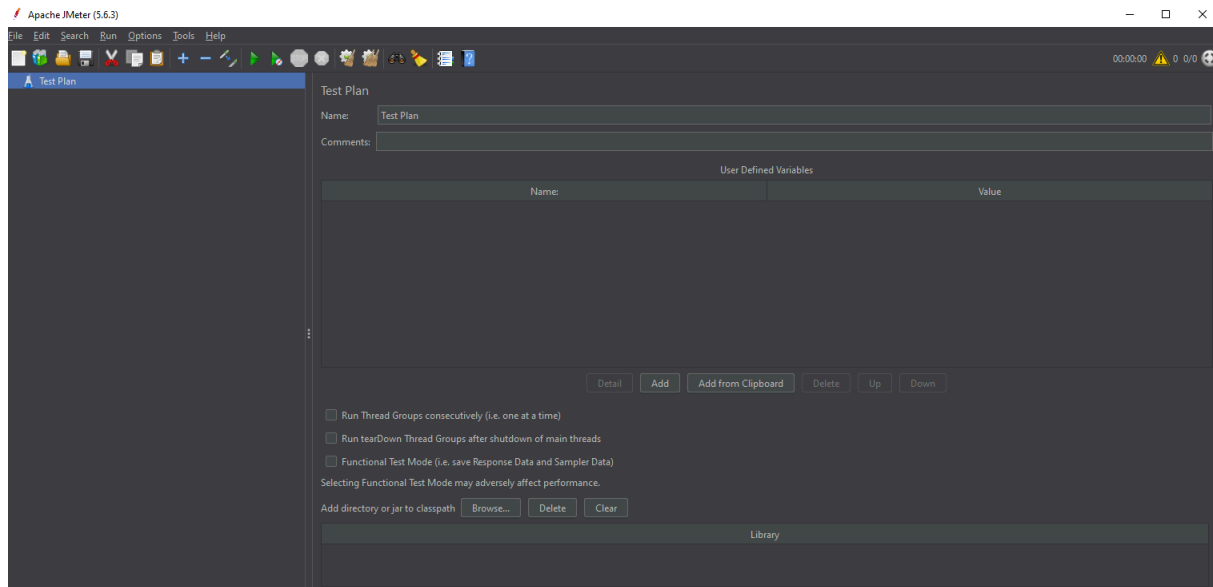 Apache JMeter (5.6.3)
File Edit Search Run Options Tools Help
00:00:00 0 0/0
Test Plan
Test Plan
Name: Test Plan
Comments:
User Defined Variables
Name: Value
Detail Add Add from Clipboard Delete Up Down
Run Thread Groups consecutively (i.e. one at a time)
Run tearDown Thread Groups after shutdown of main threads
Functional Test Mode (i.e. save Response Data and Sampler Data)
Selecting Functional Test Mode may adversely affect performance.
Add directory or jar to classpath Browse... Delete Clear
Library